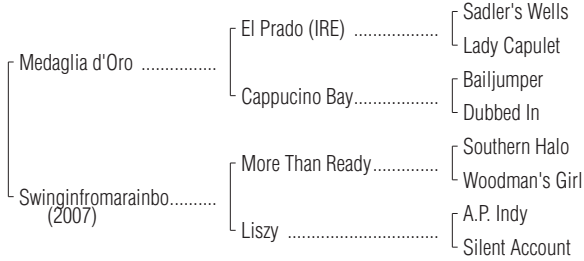 Sadler's Wells
El Prado (IRE) ..................
Lady Capulet
Medaglia d'Oro ................
Bailjumper
Cappucino Bay..................
Dubbed In
Southern Halo
More Than Ready..............
Woodman's Girl
Swinginfromarainbo..........
(2007)
A.P. Indy
Liszy ................................
Silent Account